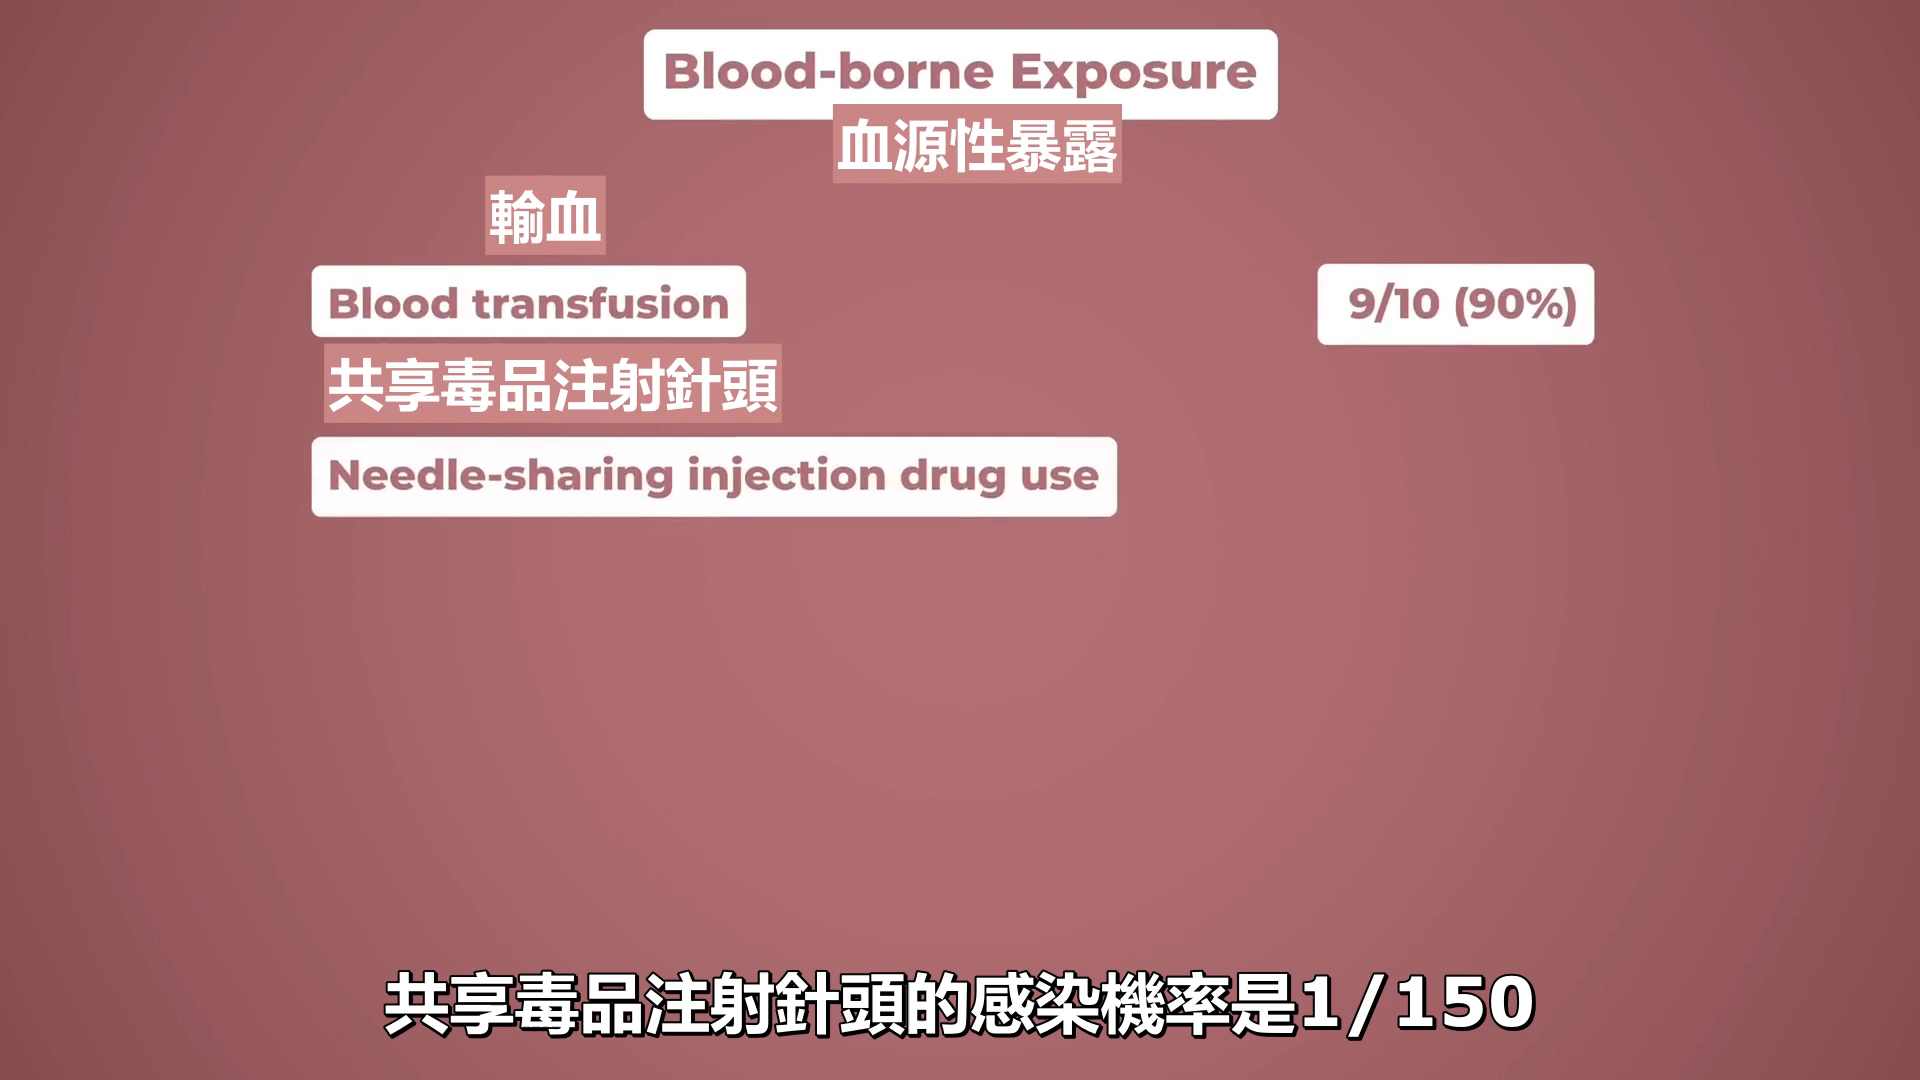 Blood-borne Exposure
血源性暴露
輸血
Blood transfusion
9/10 (90%)
共享毒品注射針頭
Needle-sharing injection drug use
共享毒品注射針頭的感染機率是1/150